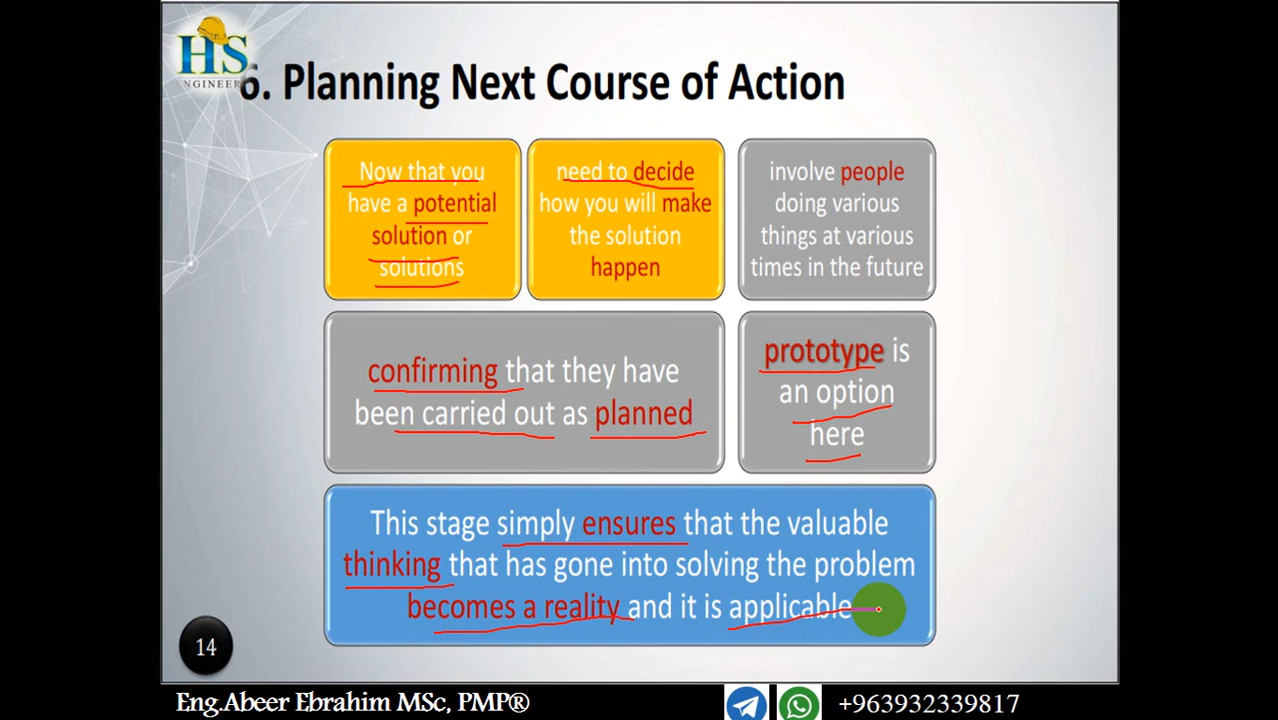 HS
NGINEER
6. Planning Next Course of Action
Now that you
have a potential
solution or
solutions
need to decide
how you will make
the solution
happen
involve people
doing various
things at various
times in the future
confirming that they have
been carried out as planned
prototype is
an option
here
This stage simply ensures that the valuable
thinking that has gone into solving the problem
becomes a reality and it is applicable
14
Eng.Abeer Ebrahim MSc, PMP®
+963932339817